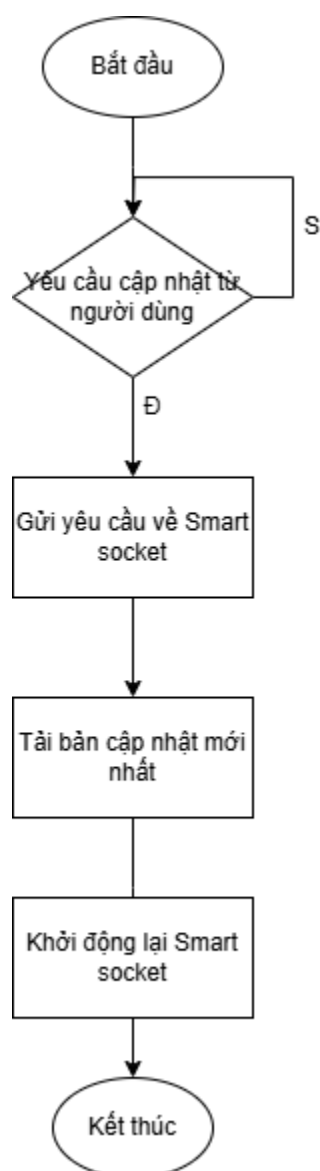 Bắt đầu
S
Yêu cầu cập nhật từ
người dùng
Đ
Gửi yêu cầu về Smart
socket
Tải bản cập nhật mới
nhất
Khởi động lại Smart
socket
Kết thúc